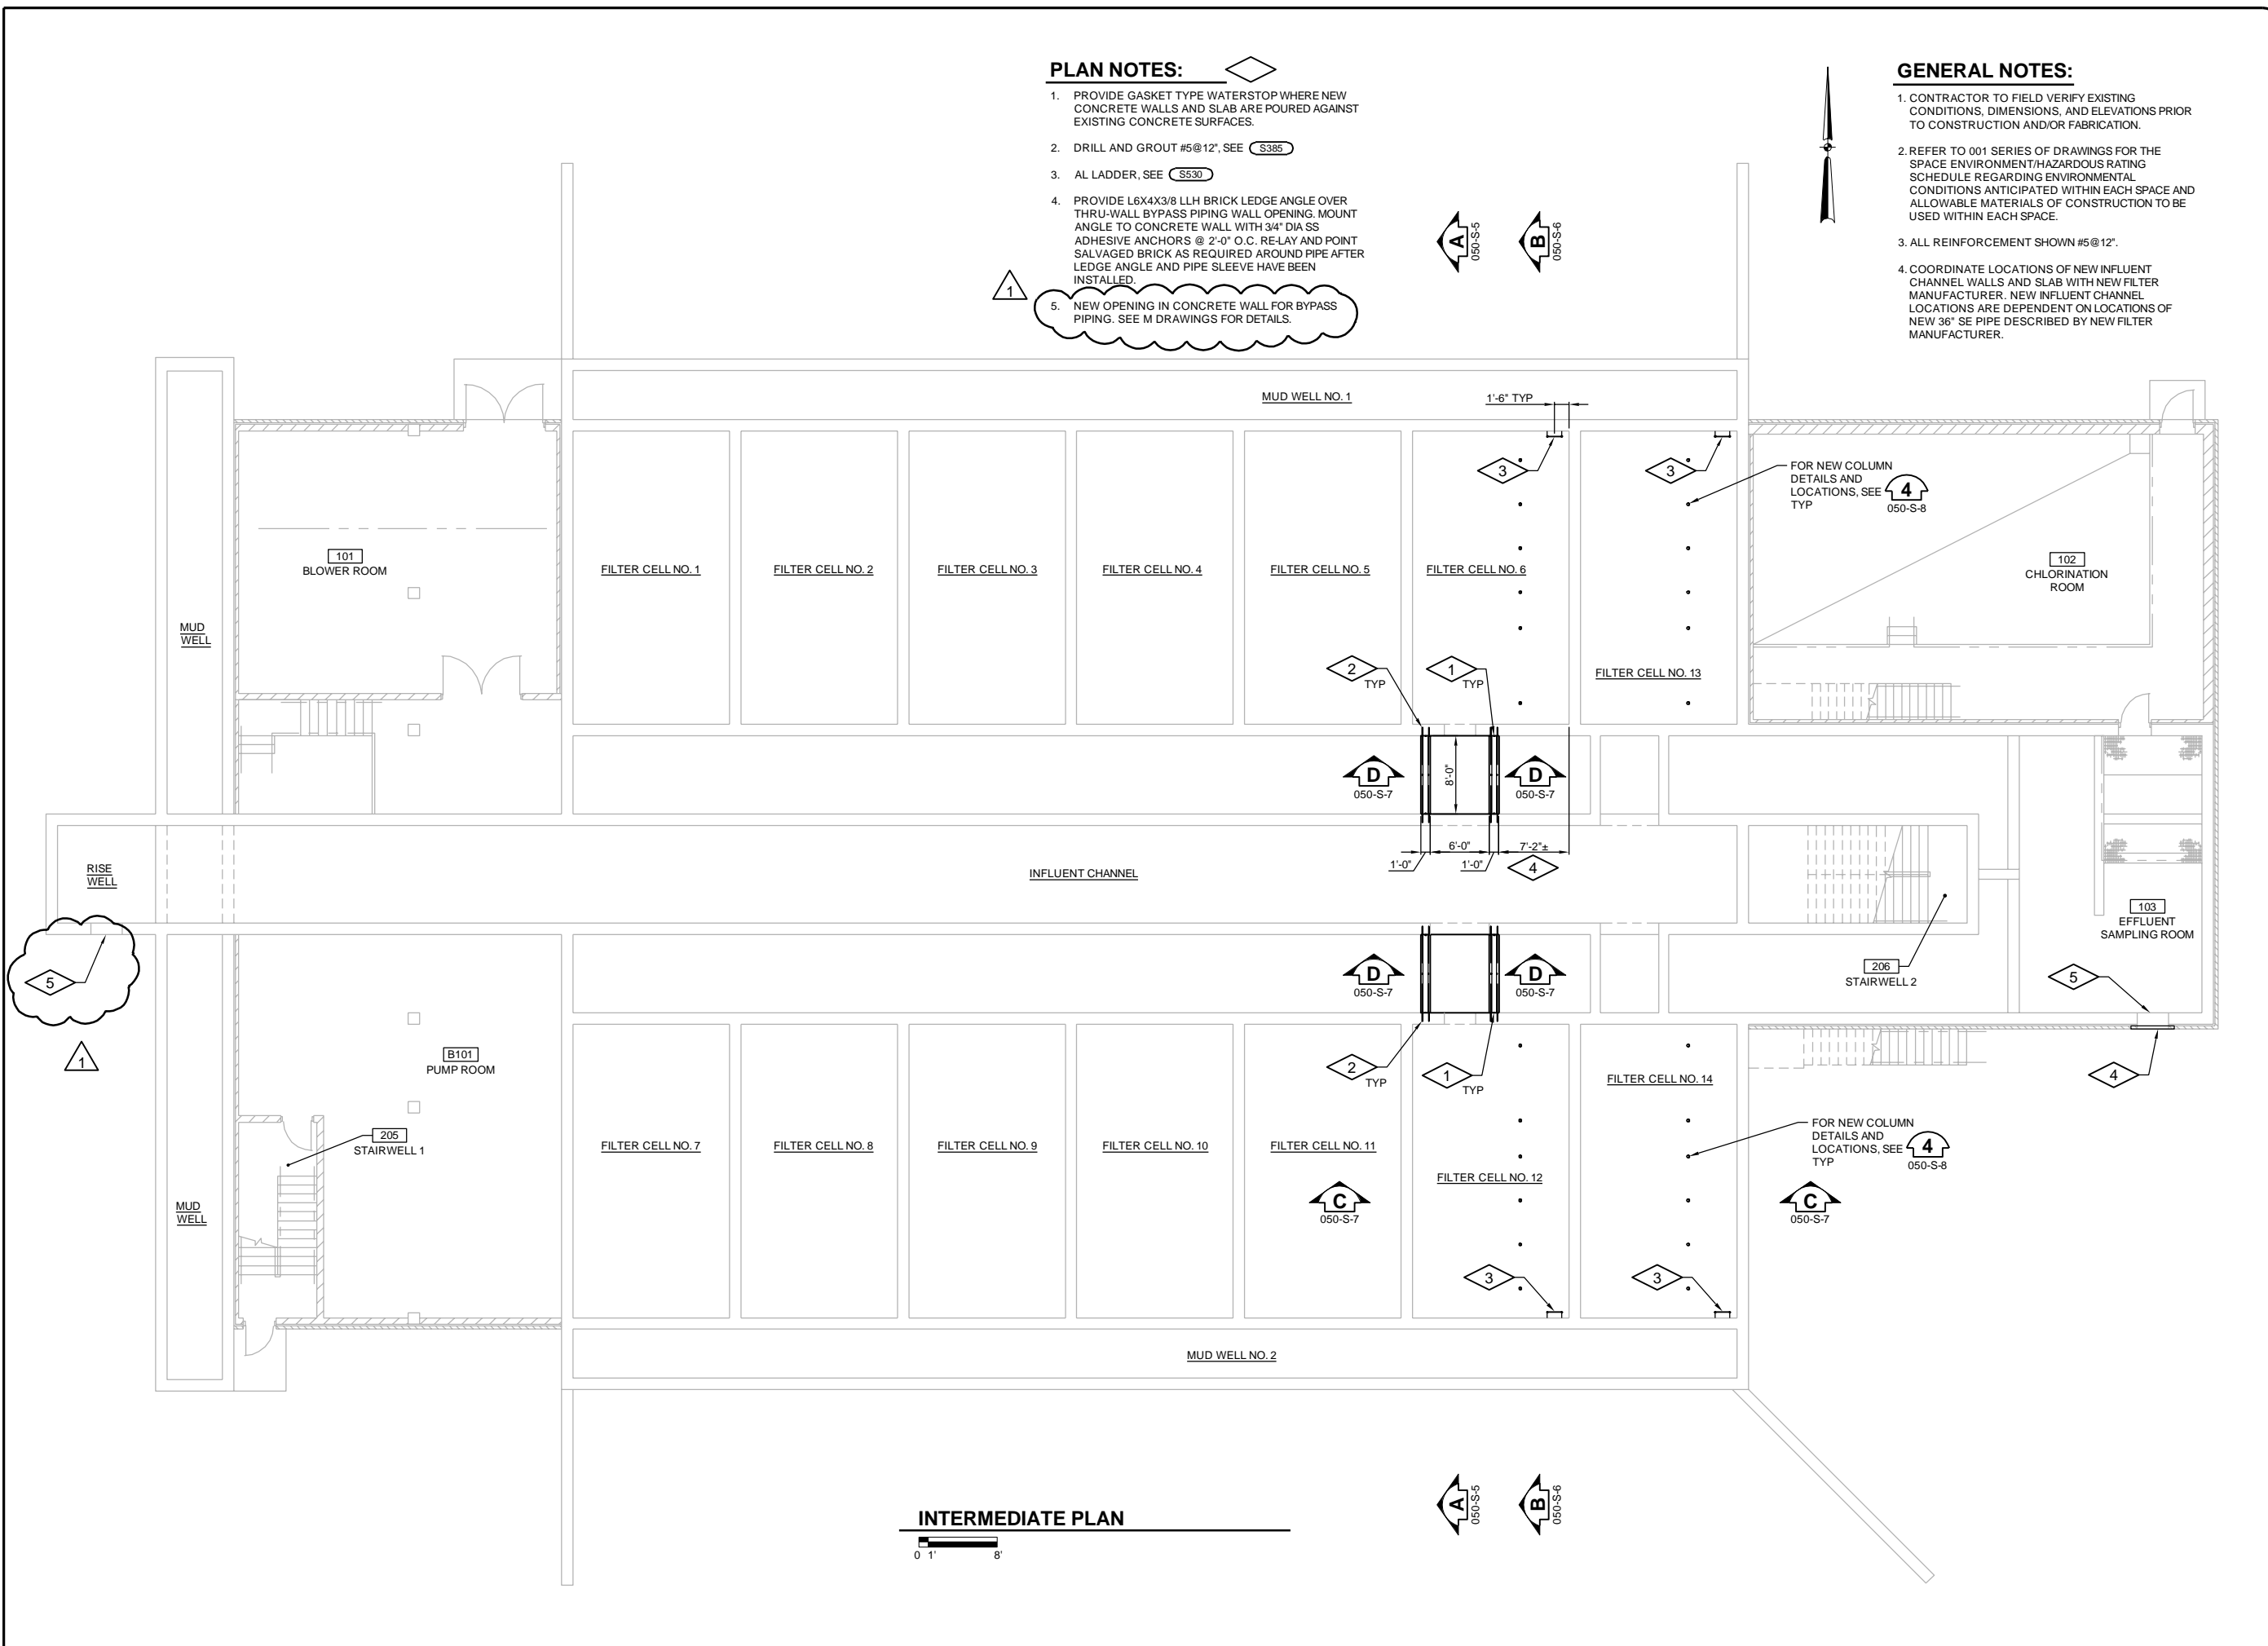 PLAN NOTES:
1. PROVIDE GASKET TYPE WATERSTOP WHERE NEW
CONCRETE WALLS AND SLAB ARE POURED AGAINST
EXISTING CONCRETE SURFACES.
2. DRILL AND GROUT #5@12", SEE S385
3. AL LADDER, SEE S530
4. PROVIDE L6X4X3/8 LLH BRICK LEDGE ANGLE OVER
THRU-WALL BYPASS PIPING WALL OPENING. MOUNT
ANGLE TO CONCRETE WALL WITH 3/4" DIA SS
ADHESIVE ANCHORS @ 2'-0" O.C. RE-LAY AND POINT
SALVAGED BRICK AS REQUIRED AROUND PIPE AFTER
LEDGE ANGLE AND PIPE SLEEVE HAVE BEEN
INSTALLED.
1
5. NEW OPENING IN CONCRETE WALL FOR BYPASS
PIPING. SEE M DRAWINGS FOR DETAILS.
GENERAL NOTES:
1. CONTRACTOR TO FIELD VERIFY EXISTING
CONDITIONS, DIMENSIONS, AND ELEVATIONS PRIOR
TO CONSTRUCTION AND/OR FABRICATION.
2. REFER TO 001 SERIES OF DRAWINGS FOR THE
SPACE ENVIRONMENT/HAZARDOUS RATING
SCHEDULE REGARDING ENVIRONMENTAL
CONDITIONS ANTICIPATED WITHIN EACH SPACE AND
ALLOWABLE MATERIALS OF CONSTRUCTION TO BE
USED WITHIN EACH SPACE.
3. ALL REINFORCEMENT SHOWN #5@12".
4. COORDINATE LOCATIONS OF NEW INFLUENT
CHANNEL WALLS AND SLAB WITH NEW FILTER
MANUFACTURER. NEW INFLUENT CHANNEL
LOCATIONS ARE DEPENDENT ON LOCATIONS OF
NEW 36" SE PIPE DESCRIBED BY NEW FILTER
MANUFACTURER.
A
050-S-5
B
050-S-6
MUD WELL NO. 1
1'-6" TYP
3
3
FOR NEW COLUMN
DETAILS AND
LOCATIONS, SEE
TYP
4
050-S-8
101
BLOWER ROOM
FILTER CELL NO. 1
FILTER CELL NO. 2
FILTER CELL NO. 3
FILTER CELL NO. 4
FILTER CELL NO. 5
FILTER CELL NO. 6
102
CHLORINATION
ROOM
MUD
WELL
2
TYP
1
TYP
FILTER CELL NO. 13
D
050-S-7
8'-0"
D
050-S-7
1'-0"
6'-0"
1'-0"
7'-2"±
4
RISE
WELL
INFLUENT CHANNEL
103
EFFLUENT
SAMPLING ROOM
5
D
050-S-7
D
050-S-7
206
STAIRWELL 2
5
1
B101
PUMP ROOM
2
TYP
1
TYP
FILTER CELL NO. 14
4
205
STAIRWELL 1
FILTER CELL NO. 7
FILTER CELL NO. 8
FILTER CELL NO. 9
FILTER CELL NO. 10
FILTER CELL NO. 11
FILTER CELL NO. 12
FOR NEW COLUMN
DETAILS AND
LOCATIONS, SEE
TYP
4
050-S-8
MUD
WELL
C
050-S-7
C
050-S-7
3
3
MUD WELL NO. 2
A
050-S-5
B
050-S-6
INTERMEDIATE PLAN
0 1' 8'